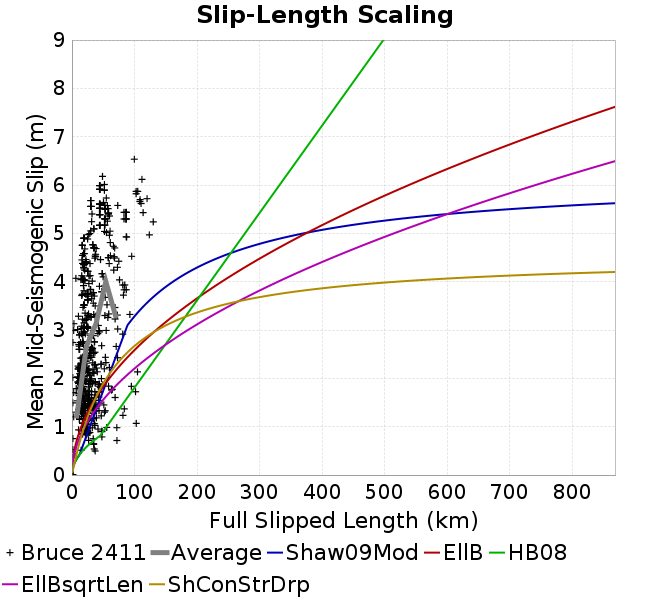 Slip-Length Scaling
Mean Mid-Seismogenic Slip (m)
9
8
7
6
5
4
3
2
1
0
0 100 200 300 400 500 600 700 800
Full Slipped Length (km)
Bruce 2411 Average Shaw09Mod EllB HB08
EllBsqrtLen ShConStrDrp